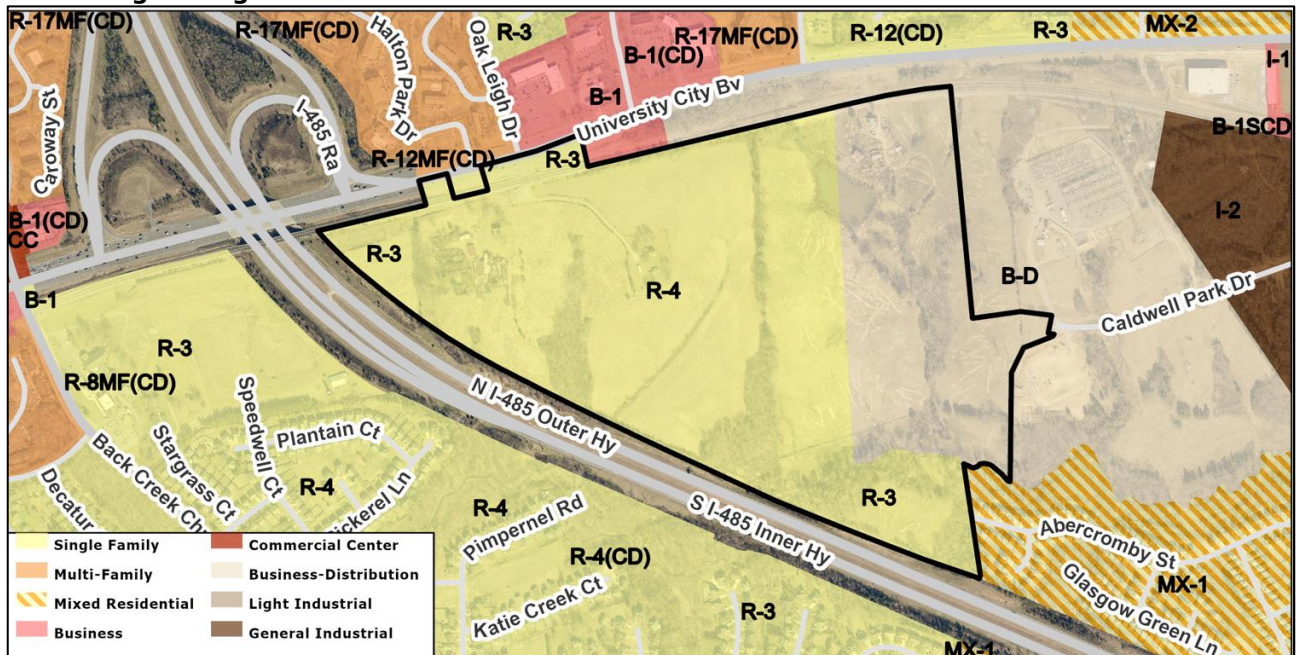 R-17MF(CD)
R-17MF(CD)
Halton Park Dr
Oak Leigh Dr
R-3
B-1(CD)
R-17MF(CD)
R-12(CD)
R-3
MX-2
I-1
Caroway St
I-485 Ra
B-1
University City Bv
B-1SCD
R-12MF(CD)
R-3
I-2
B-1(CD)
CC
R-3
R-4
B-D
B-1
Caldwell Park Dr
R-3
R-8MF(CD)
Speedwell Ct
N I-485 Outer Hy
Plantain Ct
Stargrass Ct
Back Creek Ch
R-4
ickerel Ln
R-4
R-3
Decatur
Pimpernel Rd
S I-485 Inner Hy
Abercromby St
R-4(CD)
MX-1
Glasgow Green Ln
Katie Creek Ct
R-3
MX-1
Single Family
Commercial Center
Multi-Family
Business-Distribution
Mixed Residential
Light Industrial
Business
General Industrial